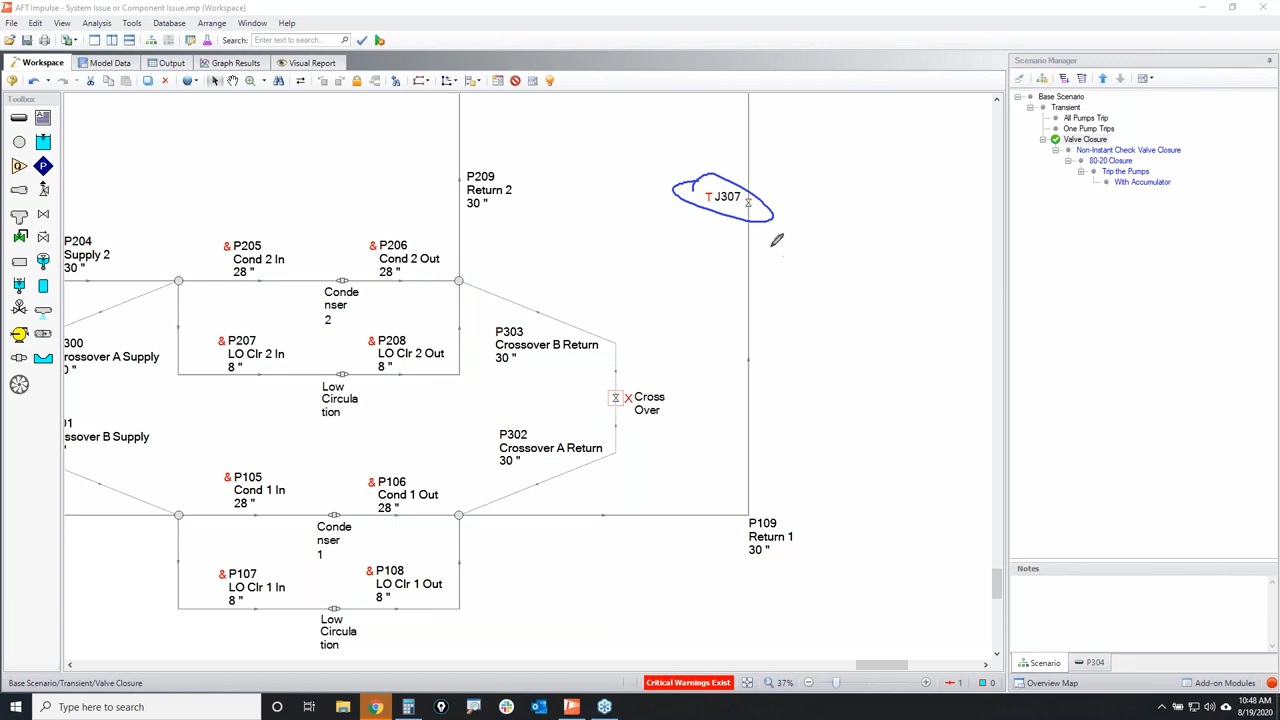 AFT Impulse - System Issue or Component Issue.imp (Workspace)
File Edit View Analysis Tools Database Arrange Window Help
Search: Enter text to search...
Workspace Model Data Output Graph Results Visual Report
Scenario Manager
Toolbox
Base Scenario
Transient
All Pumps Trip
One Pump Trips
Valve Closure
Non-Instant Check Valve Closure
80-20 Closure
Trip the Pumps
With Accumulator
P209
Return 2
30 "
T J307
P204
Supply 2
30 "
& P205
Cond 2 In
28 "
& P206
Cond 2 Out
28 "
Conde
nser
2
300
rossover A Supply
0 "
& P207
LO Clr 2 In
8 "
& P208
LO Clr 2 Out
8 "
P303
Crossover B Return
30 "
Low
Circula
tion
X Cross
Over
01
ssover B Supply
"
P302
Crossover A Return
30 "
& P105
Cond 1 In
28 "
& P106
Cond 1 Out
28 "
Conde
nser
1
P109
Return 1
30 "
& P107
LO Clr 1 In
8 "
& P108
LO Clr 1 Out
8 "
Low
Circula
tion
Notes
Scenario P304
Base Scenario/Transient/Valve Closure
Critical Warnings Exist
37%
1
0
Overview Map
Add-on Modules
Type here to search
10:48 AM
8/19/2020